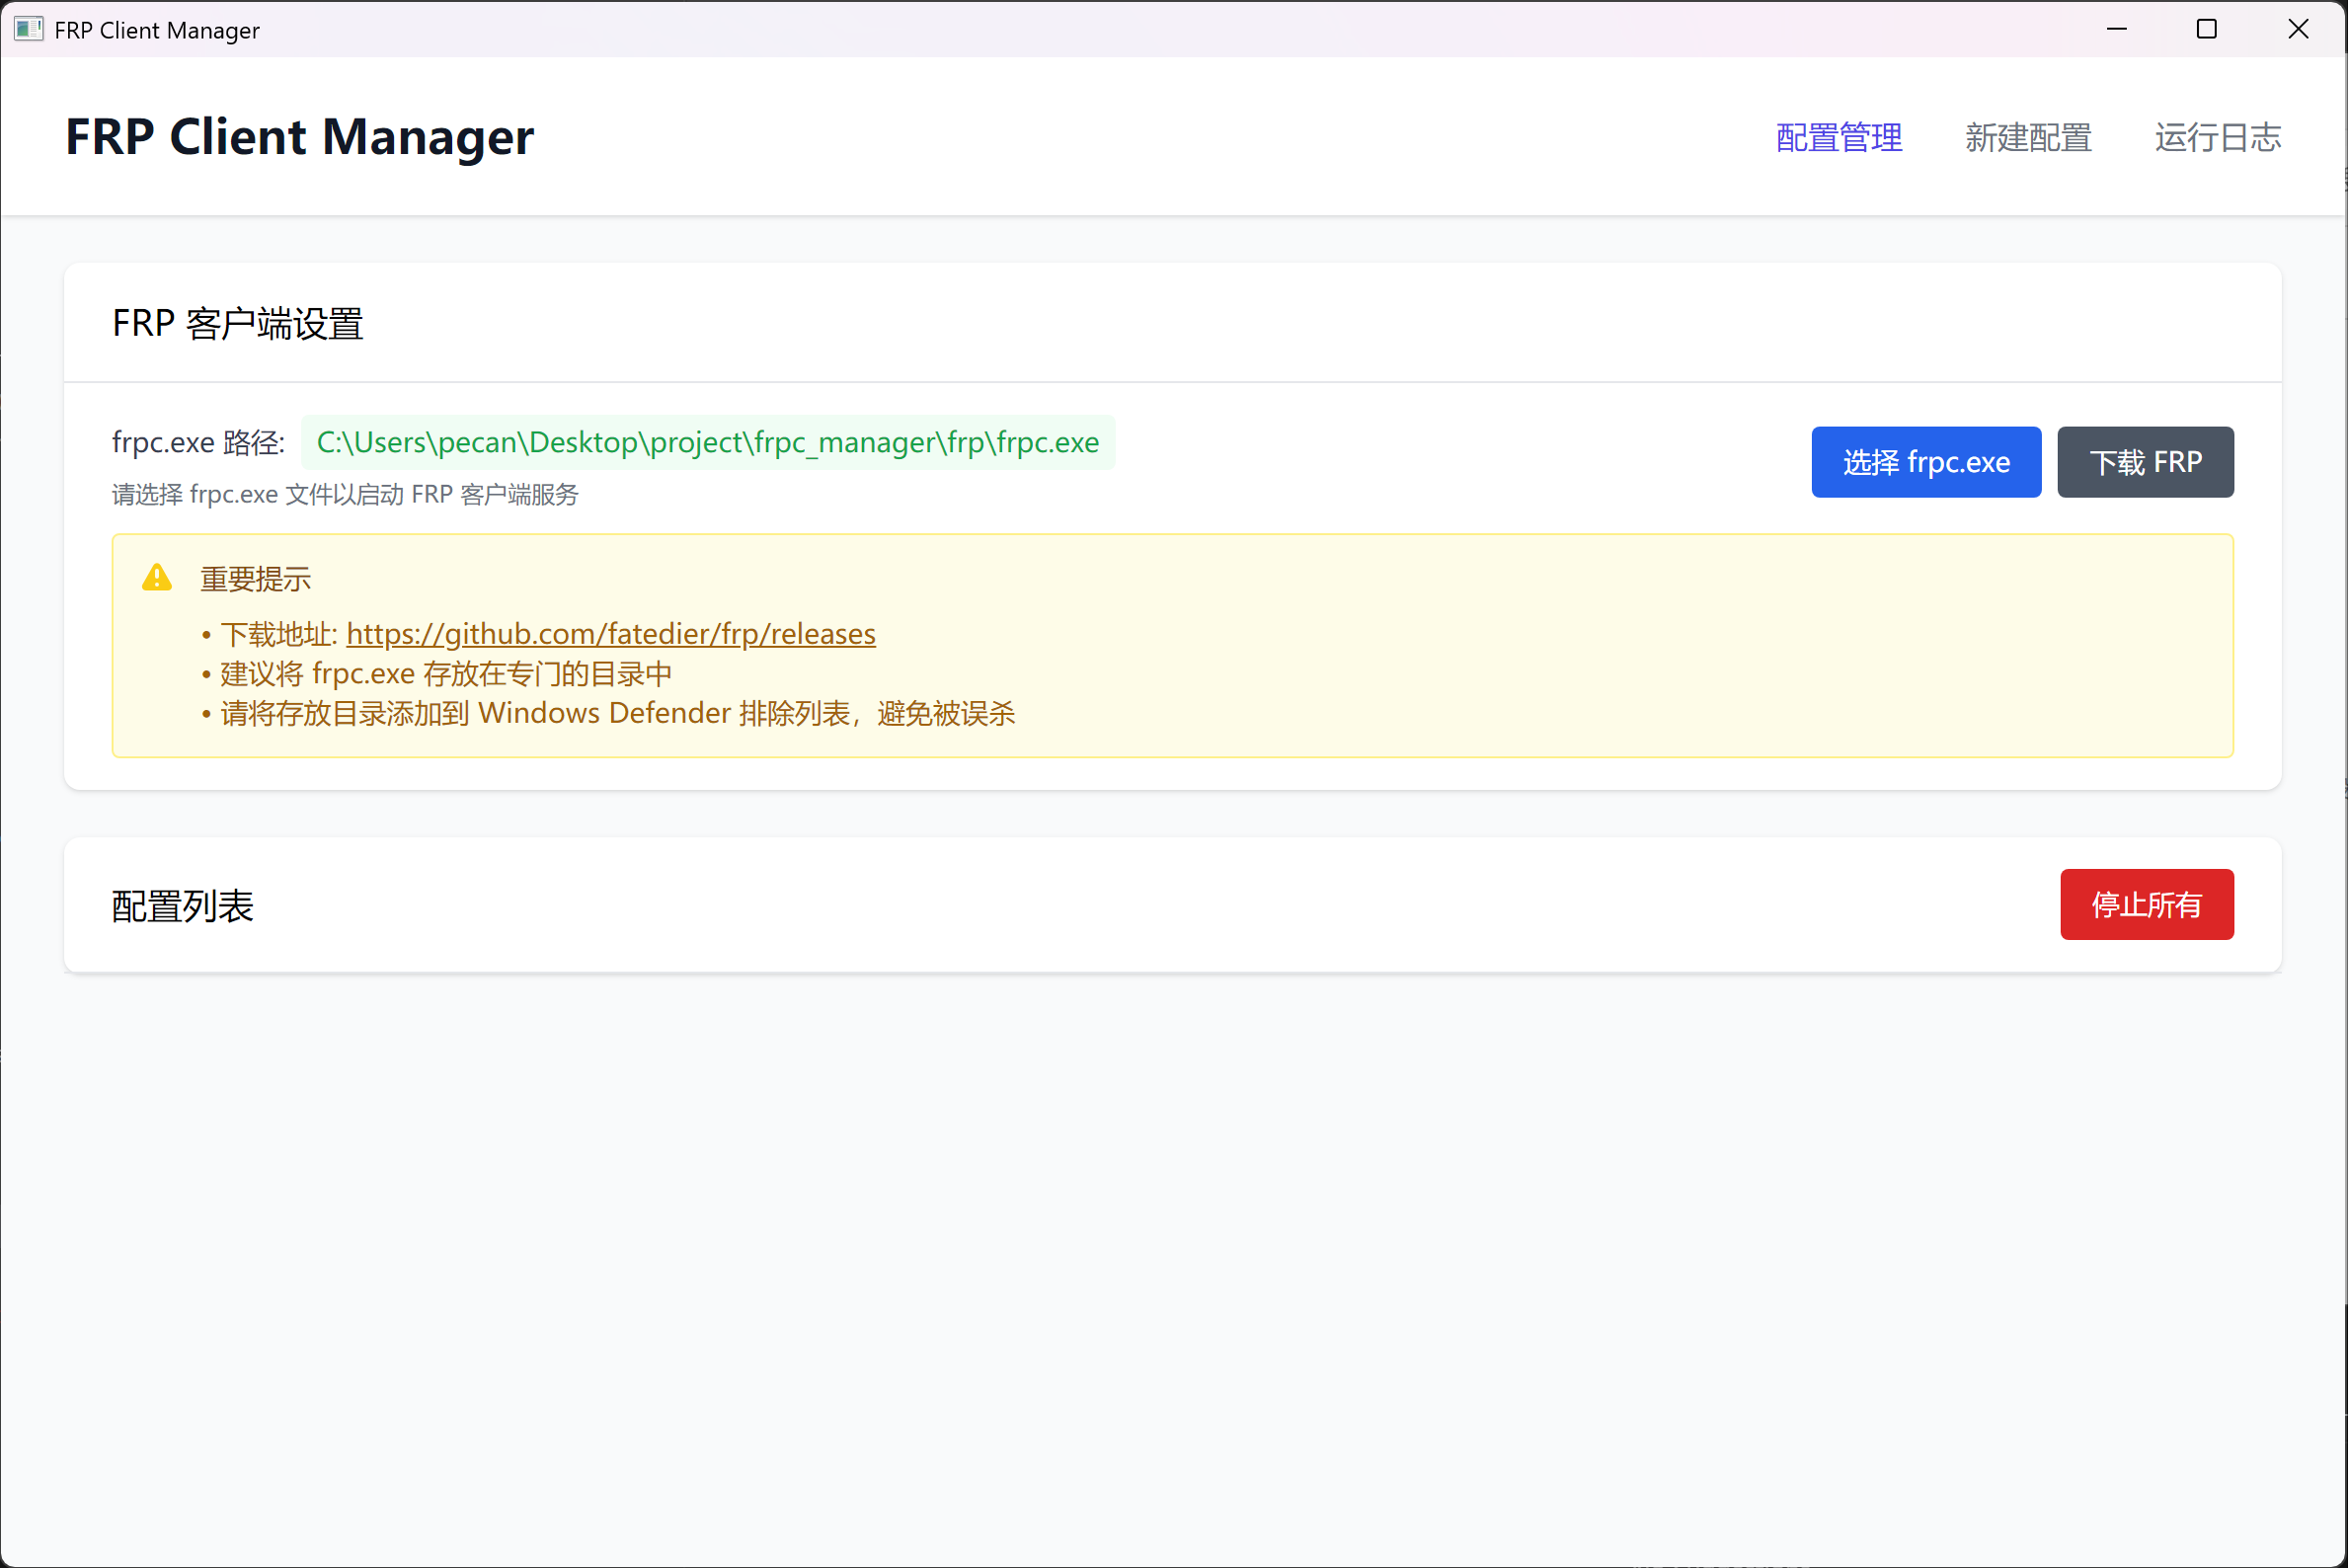 FRP Client Manager
FRP Client Manager
配置管理 新建配置 运行日志
FRP 客户端设置
frpc.exe 路径: C:\Users\pecan\Desktop\project\frpc_manager\frp\frpc.exe
选择 frpc.exe 下载 FRP
请选择 frpc.exe 文件以启动 FRP 客户端服务
重要提示
• 下载地址: https://github.com/fatedier/frp/releases
• 建议将 frpc.exe 存放在专门的目录中
• 请将存放目录添加到 Windows Defender 排除列表，避免被误杀
配置列表
停止所有